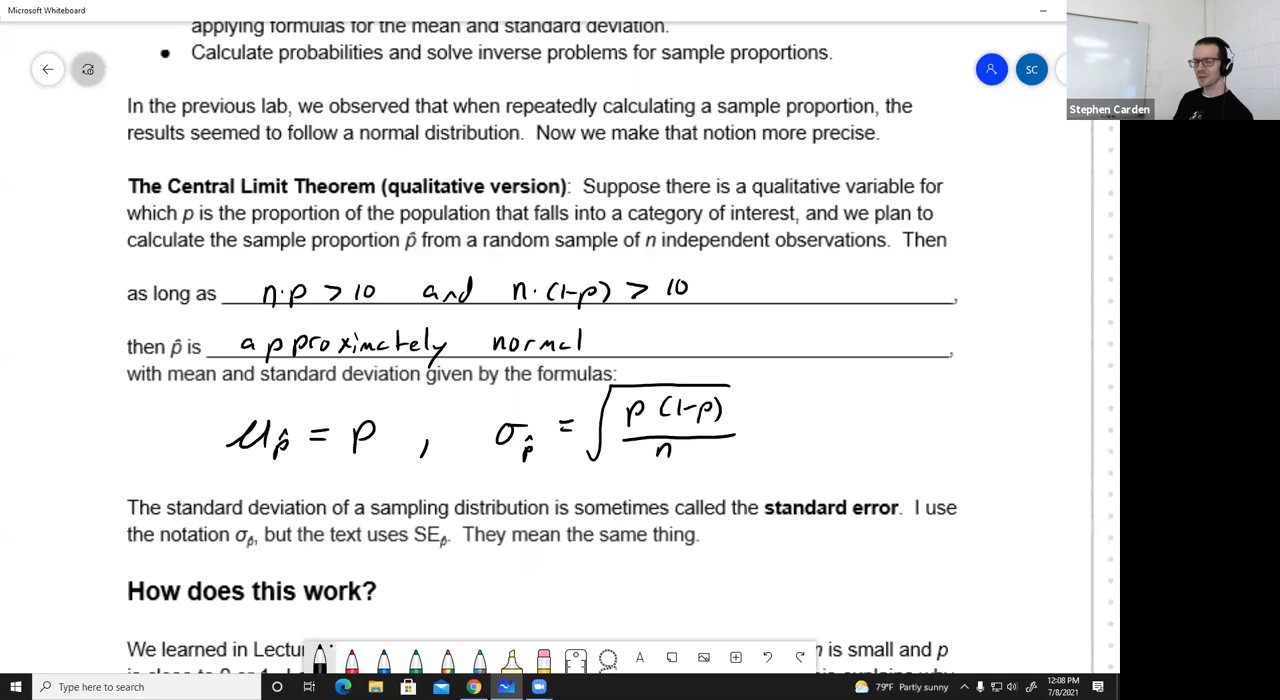 Microsoft Whiteboard
applying formulas for the mean and standard deviation.
● Calculate probabilities and solve inverse problems for sample proportions.
SC
Stephen Carden
In the previous lab, we observed that when repeatedly calculating a sample proportion, the
results seemed to follow a normal distribution. Now we make that notion more precise.
The Central Limit Theorem (qualitative version): Suppose there is a qualitative variable for
which p is the proportion of the population that falls into a category of interest, and we plan to
calculate the sample proportion p̂ from a random sample of n independent observations. Then
as long as n·p > 10 and n·(1-p) > 10,
then p̂ is approximately normal,
with mean and standard deviation given by the formulas:
μ_p̂ = p , σ_p̂ = √(p(1-p)/n)
The standard deviation of a sampling distribution is sometimes called the standard error. I use
the notation σ_p̂, but the text uses SE_p̂. They mean the same thing.
How does this work?
We learned in Lectu
is small and p
Type here to search
79°F Partly sunny
12:08 PM
7/8/2021